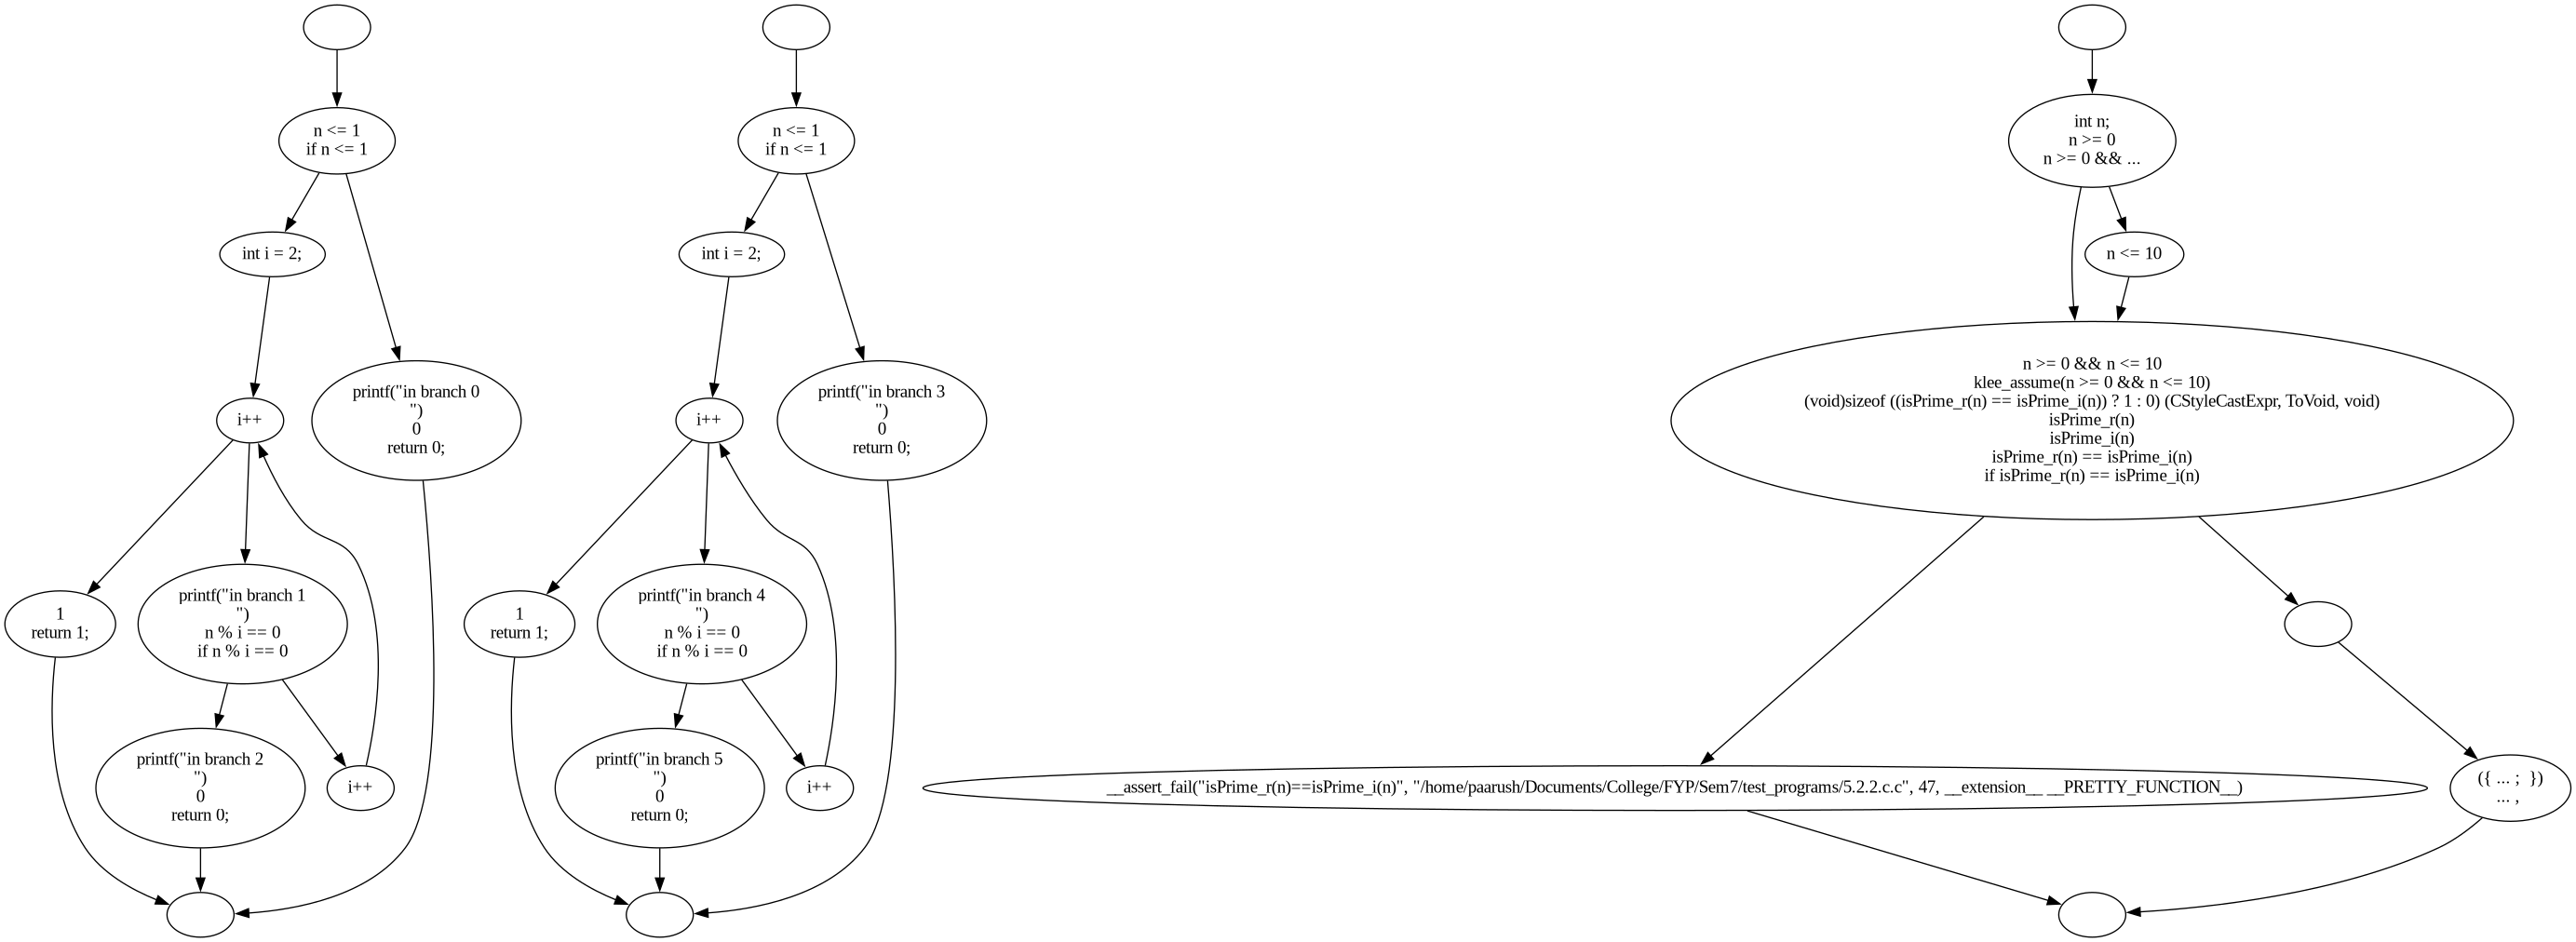 n <= 1
if n <= 1
int i = 2;
i++
printf("in branch 0
")
0
return 0;
1
return 1;
printf("in branch 1
")
n % i == 0
if n % i == 0
printf("in branch 2
")
0
return 0;
i++
n <= 1
if n <= 1
int i = 2;
i++
printf("in branch 3
")
0
return 0;
1
return 1;
printf("in branch 4
")
n % i == 0
if n % i == 0
printf("in branch 5
")
0
return 0;
i++
int n;
n >= 0
n >= 0 && ...
n <= 10
n >= 0 && n <= 10
klee_assume(n >= 0 && n <= 10)
(void)sizeof ((isPrime_r(n) == isPrime_i(n)) ? 1 : 0) (CStyleCastExpr, ToVoid, void)
isPrime_r(n)
isPrime_i(n)
isPrime_r(n) == isPrime_i(n)
if isPrime_r(n) == isPrime_i(n)
__assert_fail("isPrime_r(n)==isPrime_i(n)", "/home/paarush/Documents/College/FYP/Sem7/test_programs/5.2.2.c.c", 47, __extension__ __PRETTY_FUNCTION__)
({ ... ;  })
... ,